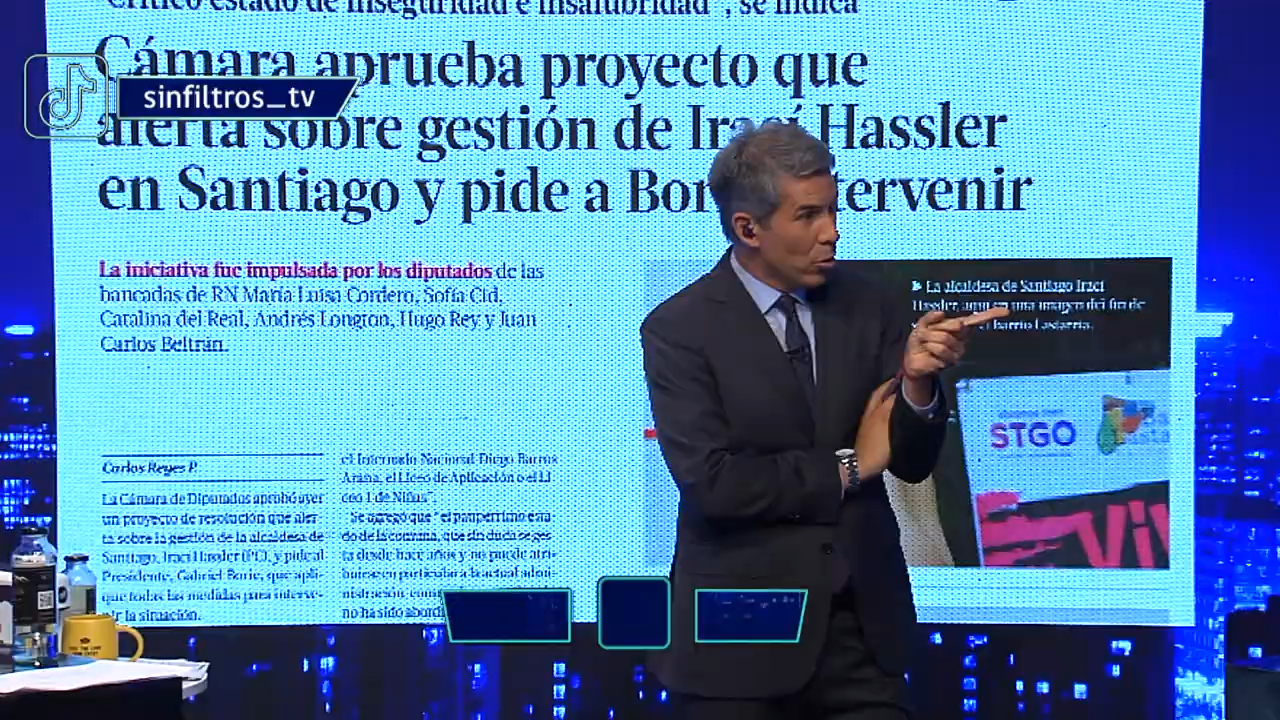 "Crítico estado de inseguridad e insalubridad", se indica
Cámara aprueba proyecto que
alerta sobre gestión de Irací Hassler
en Santiago y pide a Bor tervenir
sinfiltros_tv
La iniciativa fue impulsada por los diputados de las
bancadas de RN María Luisa Cordero, Sofía Cid,
Catalina del Real, Andrés Longton, Hugo Rey y Juan
Carlos Beltrán.
Carlos Reyes P.
La Cámara de Diputados aprobó ayer
un proyecto de resolución que aler-
ta sobre la gestión de la alcaldesa de
Santiago, Irací Hassler (PC), y pide al
Presidente, Gabriel Boric, que apli-
que todas las medidas para interve-
nir la situación.
el Internado Nacional Diego Barros
Arana, el Liceo de Aplicación o el Li
ceo 1 de Niñas".
Se agregó que "el paupérrimo esta-
do de la comuna, que sin duda se ges
ta desde hace años y no puede atri-
buirse en particular a la actual admi-
nistración, com
no ha sido abord
La alcaldesa de Santiago Irací
Hassler, aquí en una imagen del fin de
el barrio Lastarria.
STGO
VIV